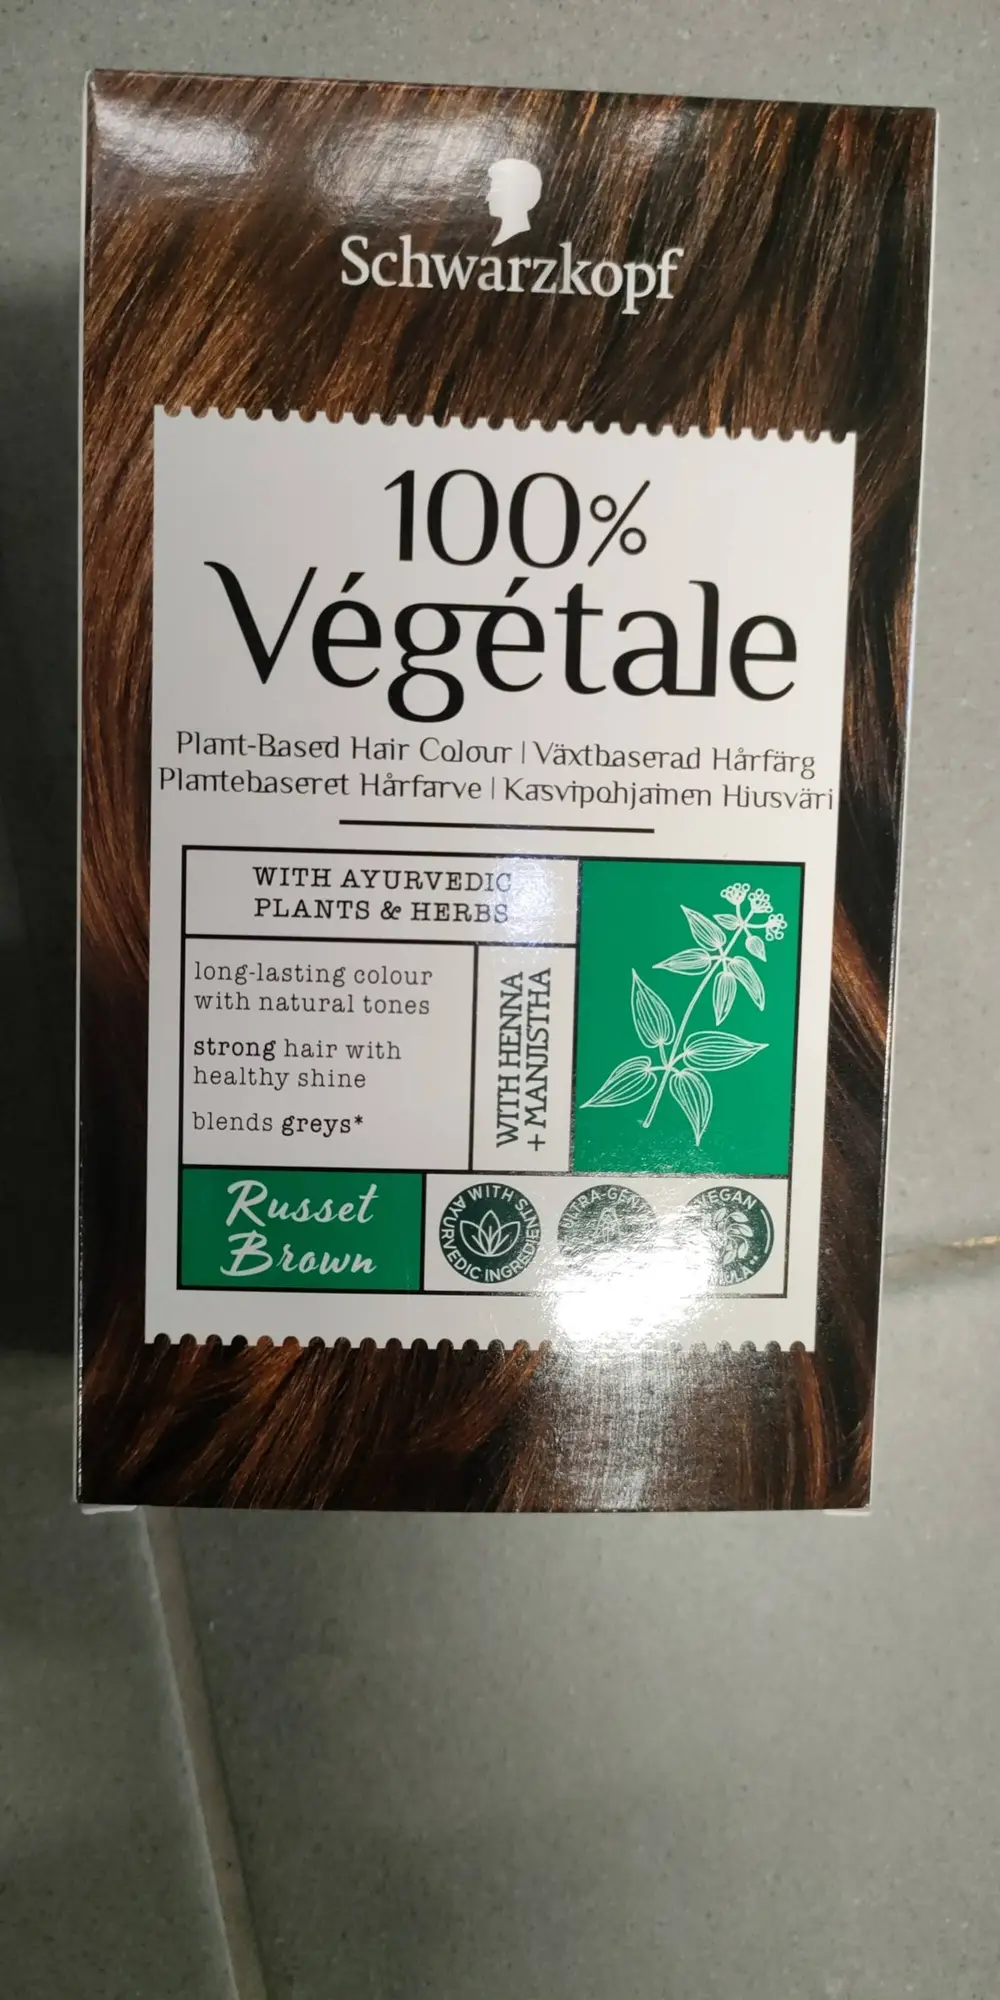 Schwarzkopf
100%
Végétale
Plant-Based Hair Colour | Växtbaserad Hårfärg
Plantebaseret Hårfarve | Kasvipohjainen Hiusväri
WITH AYURVEDIC
PLANTS & HERBS
long-lasting colour
with natural tones
strong hair with
healthy shine
blends greys*
WITH HENNA
+ MANJISTHA
Russet
Brown
WITH AYURVEDIC INGREDIENTS
VEGAN